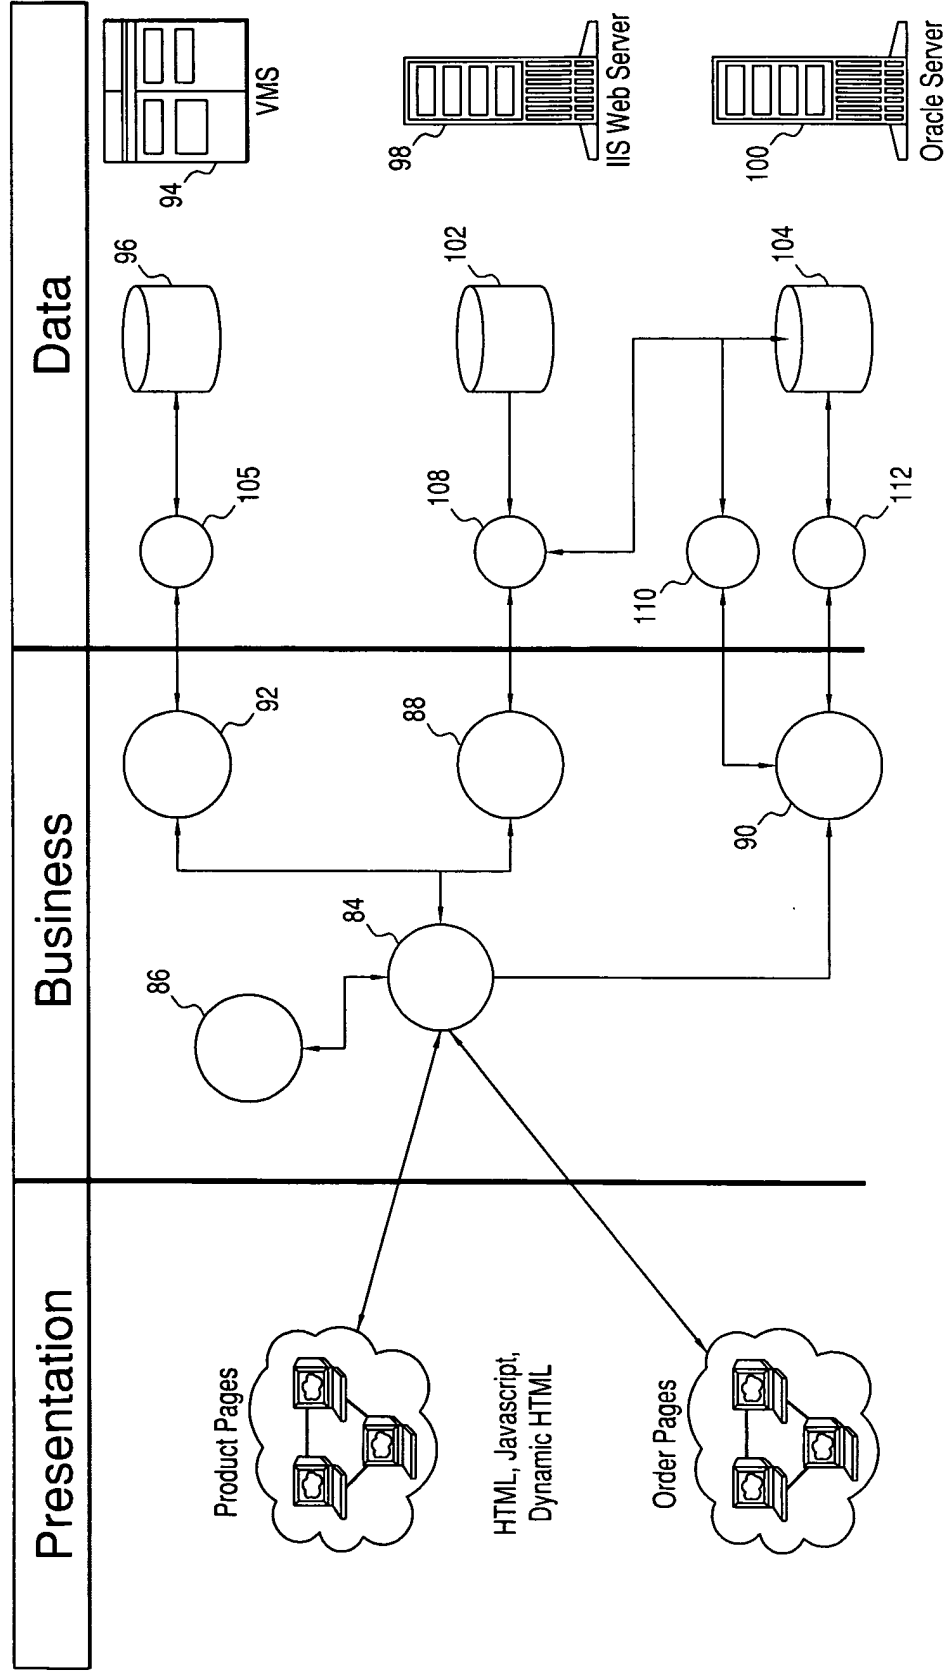 Presentation
Business
Data
Product Pages
HTML, Javascript,
Dynamic HTML
Order Pages
86
84
92
88
90
105
108
110
112
96
102
104
94
VMS
98
IIS Web Server
100
Oracle Server